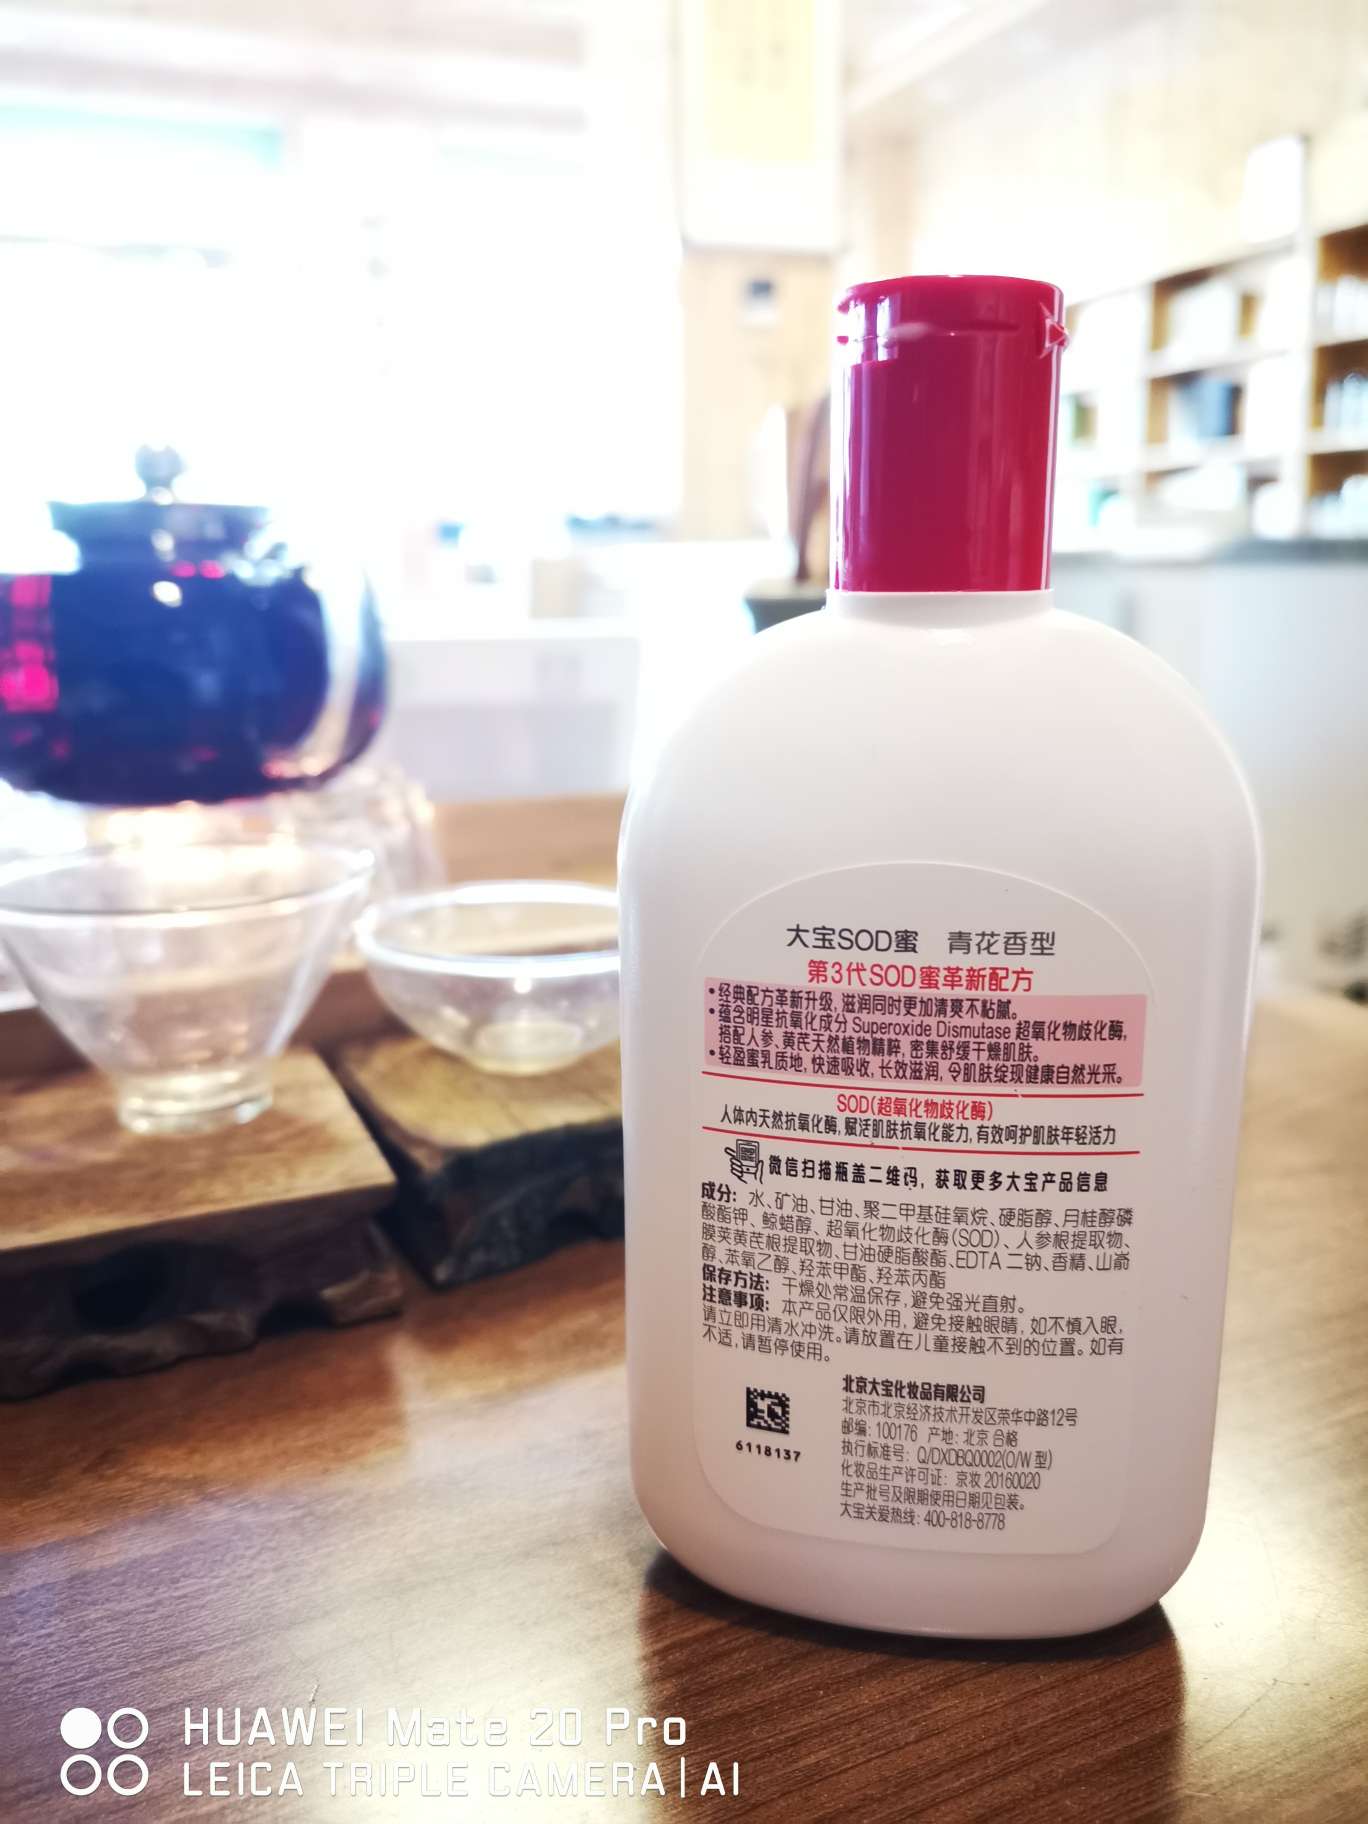 大宝SOD蜜 青花香型
第3代SOD蜜革新配方
•经典配方革新升级,滋润同时更加清爽不粘腻。
•蕴含明星抗氧化成分 Superoxide Dismutase 超氧化物歧化酶,
搭配人参、黄芪天然植物精粹,密集舒缓干燥肌肤。
•轻盈蜜乳质地,快速吸收,长效滋润,令肌肤绽现健康自然光采。
SOD(超氧化物歧化酶)
人体内天然抗氧化酶,赋活肌肤抗氧化能力,有效呵护肌肤年轻活力
微信扫描瓶盖二维码,获取更多大宝产品信息
成分: 水、矿油、甘油、聚二甲基硅氧烷、硬脂醇、月桂醇磷
酸酯钾、鲸蜡醇、超氧化物歧化酶(SOD)、人参根提取物、
膜荚黄芪根提取物、甘油硬脂酸酯、EDTA 二钠、香精、山嵛
醇、苯氧乙醇、羟苯甲酯、羟苯丙酯
保存方法: 干燥处常温保存,避免强光直射。
注意事项: 本产品仅限外用,避免接触眼睛,如不慎入眼,
请立即用清水冲洗。请放置在儿童接触不到的位置。如有
不适,请暂停使用。
6118137
北京大宝化妆品有限公司
北京市北京经济技术开发区荣华中路12号
邮编: 100176 产地: 北京 合格
执行标准号: Q/DXDBQ0002(O/W 型)
化妆品生产许可证: 京妆 20160020
生产批号及限期使用日期见包装。
大宝关爱热线: 400-818-8778
HUAWEI Mate 20 Pro
LEICA TRIPLE CAMERA | AI